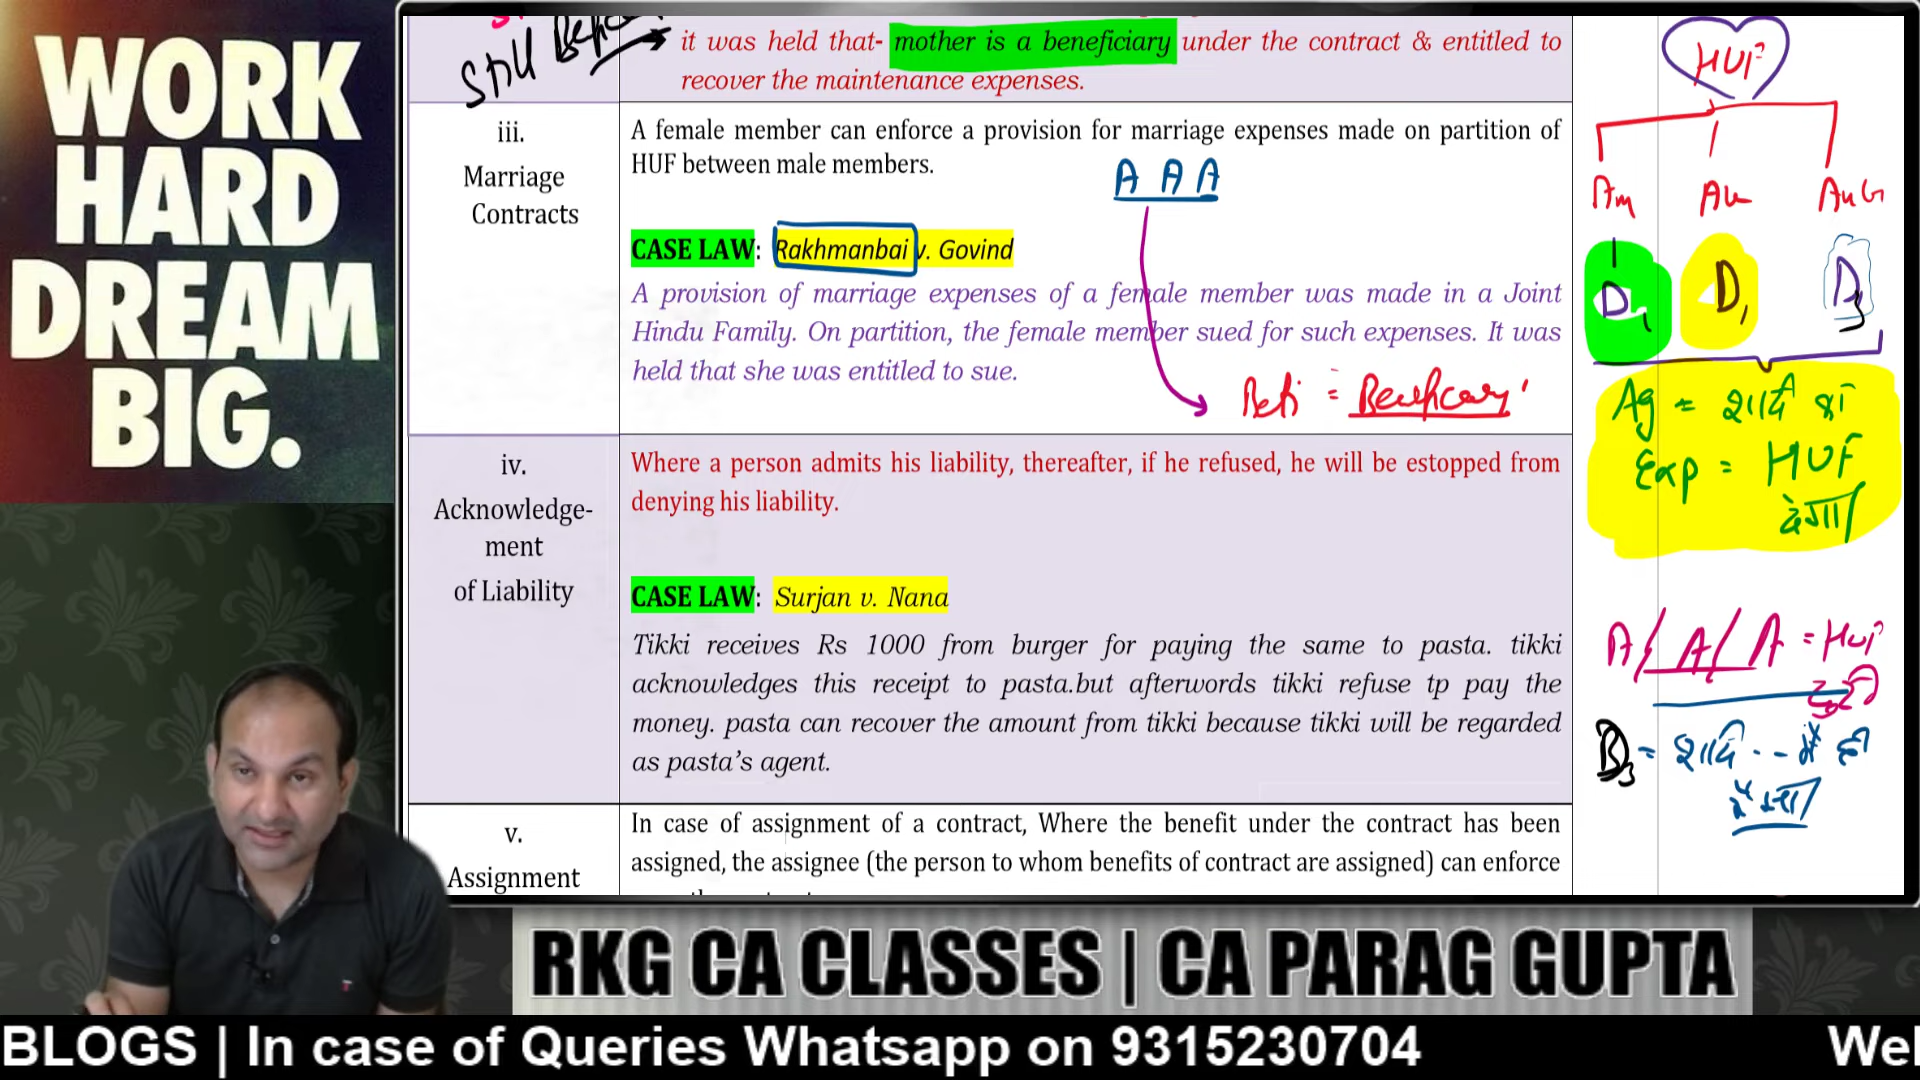 WORK
HARD
DREAM
BIG.
Still
it was held that- mother is a beneficiary under the contract & entitled to
recover the maintenance expenses.
iii.
Marriage
Contracts
A female member can enforce a provision for marriage expenses made on partition of
HUF between male members.
A A A
CASE LAW: Rakhmanbai v. Govind
A provision of marriage expenses of a female member was made in a Joint
Hindu Family. On partition, the female member sued for such expenses. It was
held that she was entitled to sue.
Beti = Beneficiary
iv.
Acknowledge-
ment
of Liability
Where a person admits his liability, thereafter, if he refused, he will be estopped from
denying his liability.
CASE LAW: Surjan v. Nana
Tikki receives Rs 1000 from burger for paying the same to pasta. tikki
acknowledges this receipt to pasta.but afterwords tikki refuse tp pay the
money. pasta can recover the amount from tikki because tikki will be regarded
as pasta's agent.
v.
Assignment
In case of assignment of a contract, Where the benefit under the contract has been
assigned, the assignee (the person to whom benefits of contract are assigned) can enforce
HUF
D1 D1
Exp = HUF
A/ A/ A = HUF
RKG CA CLASSES | CA PARAG GUPTA
BLOGS | In case of Queries Whatsapp on 9315230704
Wel